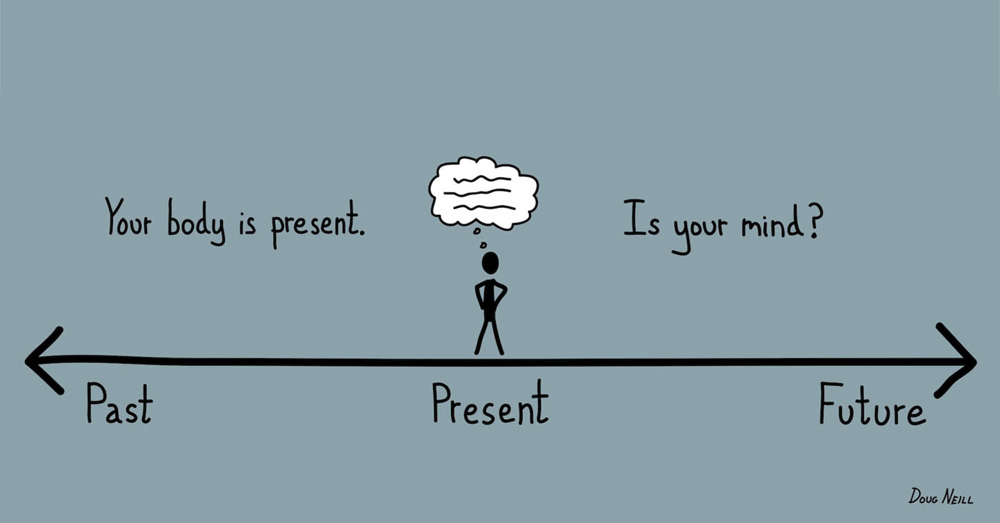 Your body is present.
Is your mind?
Past
Present
Future
DOUG NEILL